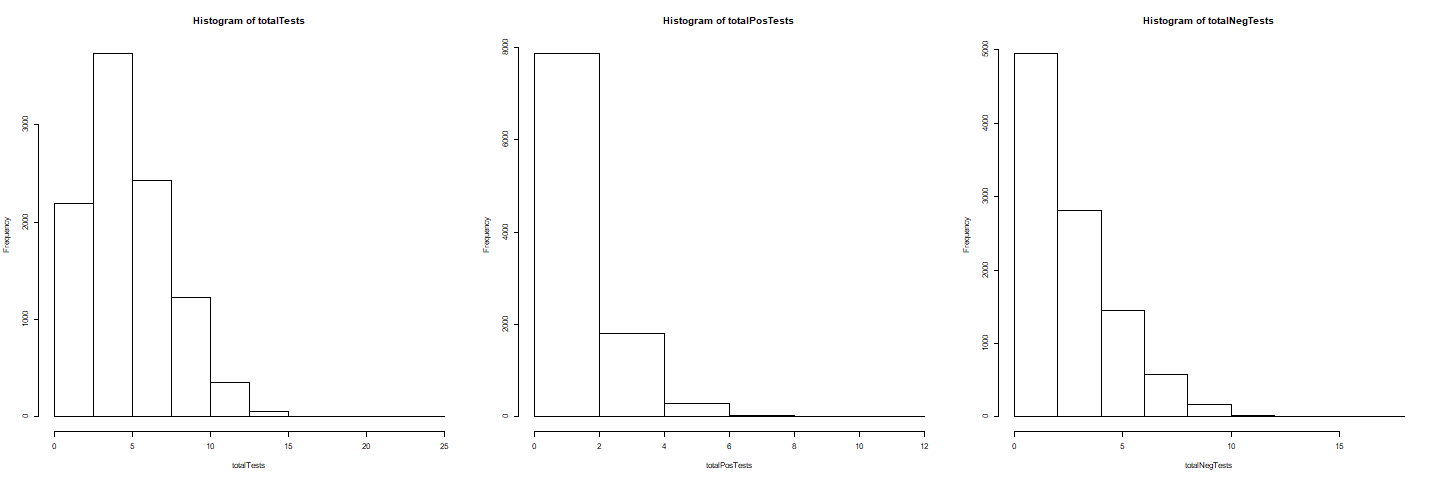 Histogram of totalTests
Frequency
3000
2000
1000
0
0 5 10 15 20 25
totalTests
Histogram of totalPosTests
Frequency
8000
6000
4000
2000
0
0 2 4 6 8 10 12
totalPosTests
Histogram of totalNegTests
Frequency
5000
4000
3000
2000
1000
0
0 5 10 15
totalNegTests